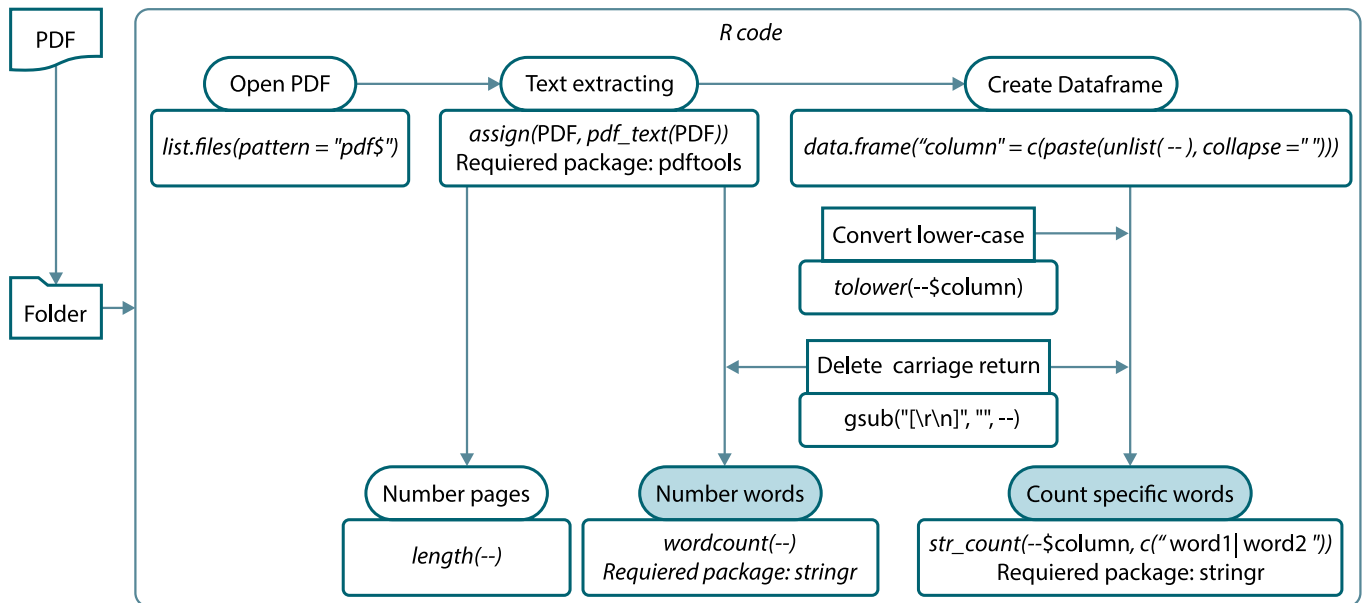 PDF
Folder
R code
Open PDF
list.files(pattern = "pdf$")
Text extracting
assign(PDF, pdf_text(PDF))
Requiered package: pdftools
Create Dataframe
data.frame(“column" = c(paste(unlist( -- ), collapse =" ")))
Convert lower-case
tolower(--$column)
Delete carriage return
gsub("[\r\n]", "", --)
Number pages
length(--)
Number words
wordcount(--)
Requiered package: stringr
Count specific words
str_count(--$column, c(“ word1| word2 "))
Requiered package: stringr